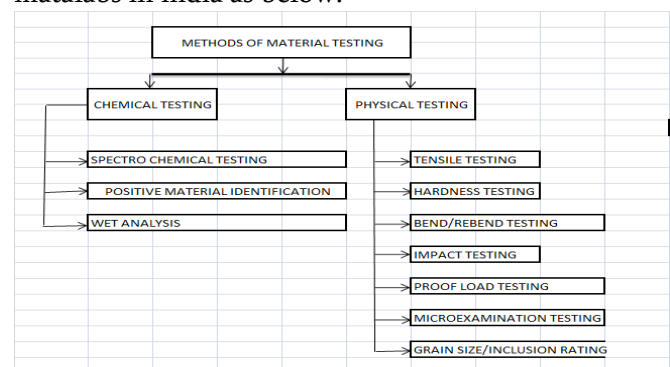 METHODS OF MATERIAL TESTING
CHEMICAL TESTING
PHYSICAL TESTING
SPECTRO CHEMICAL TESTING
POSITIVE MATERIAL IDENTIFICATION
WET ANALYSIS
TENSILE TESTING
HARDNESS TESTING
BEND/REBEND TESTING
IMPACT TESTING
PROOF LOAD TESTING
MICROEXAMINATION TESTING
GRAIN SIZE/INCLUSION RATING